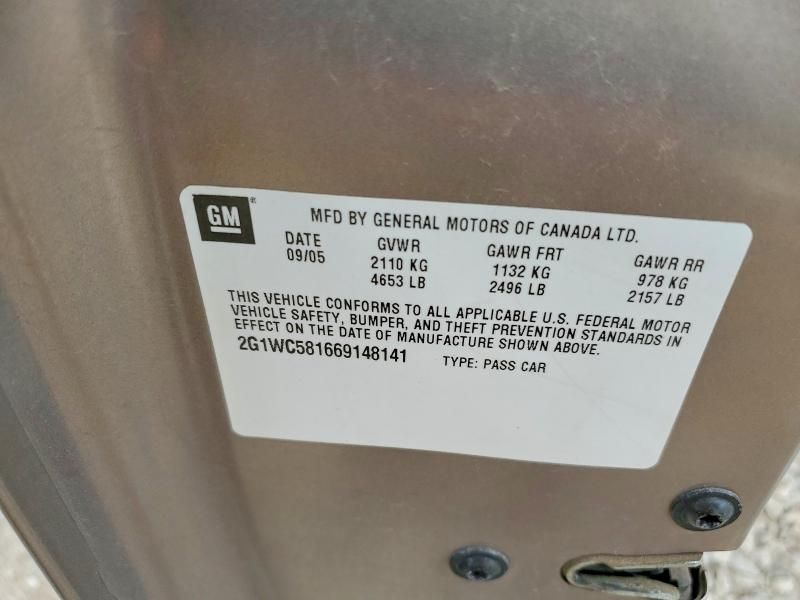 GM®
MFD BY GENERAL MOTORS OF CANADA LTD.
DATE GVWR GAWR FRT GAWR RR
09/05 2110 KG 1132 KG 978 KG
4653 LB 2496 LB 2157 LB
THIS VEHICLE CONFORMS TO ALL APPLICABLE U.S. FEDERAL MOTOR
VEHICLE SAFETY, BUMPER, AND THEFT PREVENTION STANDARDS IN
EFFECT ON THE DATE OF MANUFACTURE SHOWN ABOVE.
2G1WC581669148141 TYPE: PASS CAR